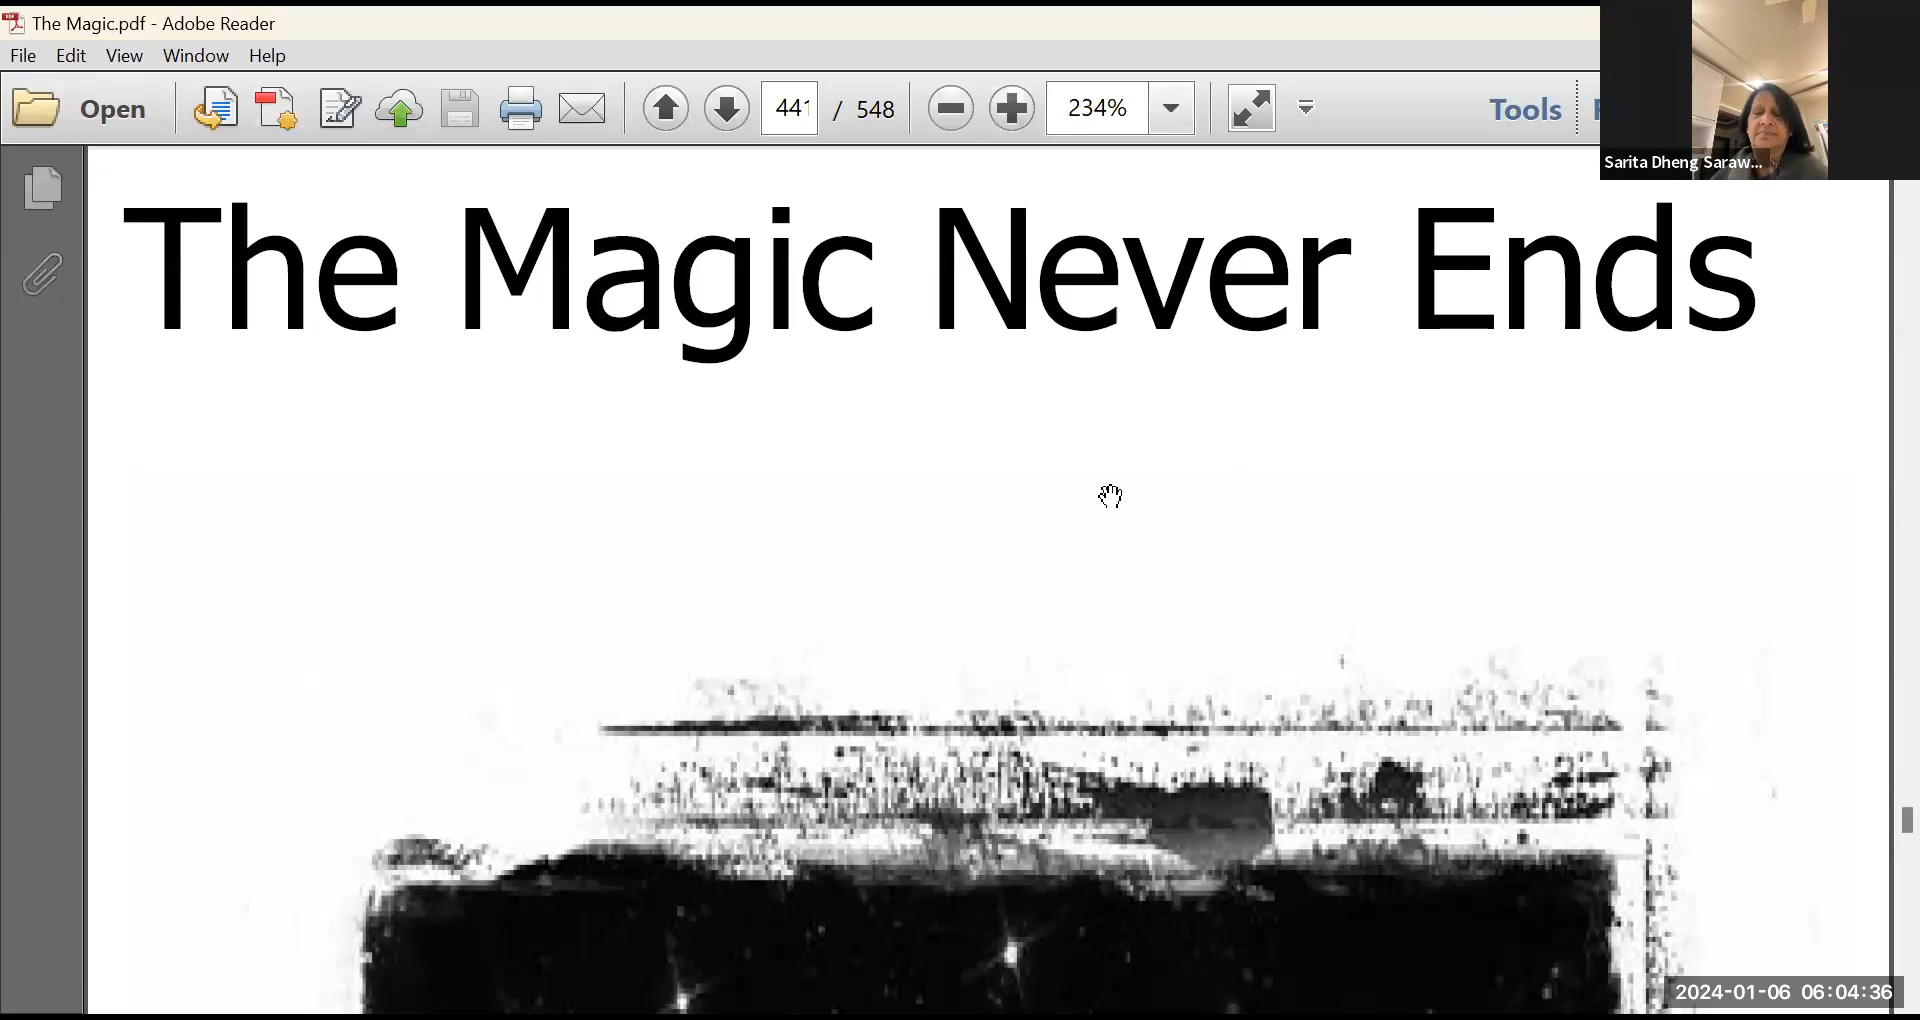 The Magic.pdf - Adobe Reader
File Edit View Window Help
Open 441 / 548 234% Tools
Sarita Dheng Saraw...
The Magic Never Ends
2024-01-06 06:04:36